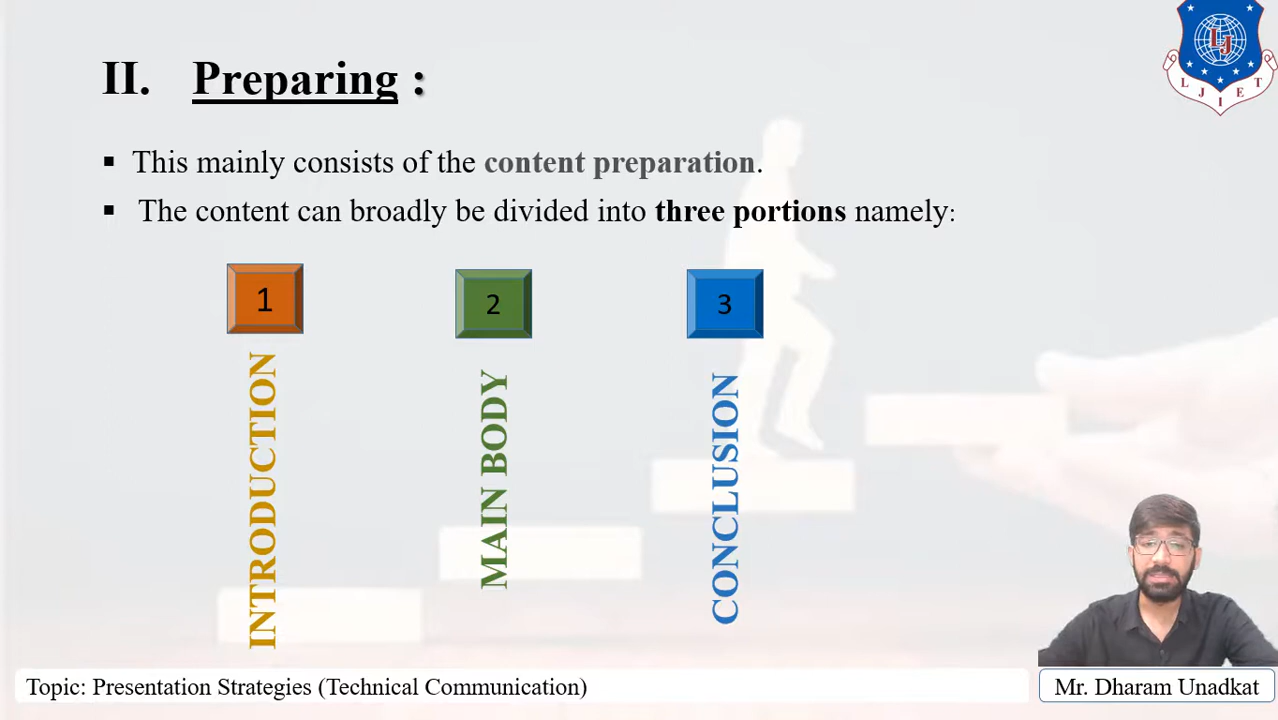 II. Preparing :
L J I E T
LJ
▪ This mainly consists of the content preparation.
▪ The content can broadly be divided into three portions namely:
1
2
3
INTRODUCTION
MAIN BODY
CONCLUSION
Topic: Presentation Strategies (Technical Communication)
Mr. Dharam Unadkat